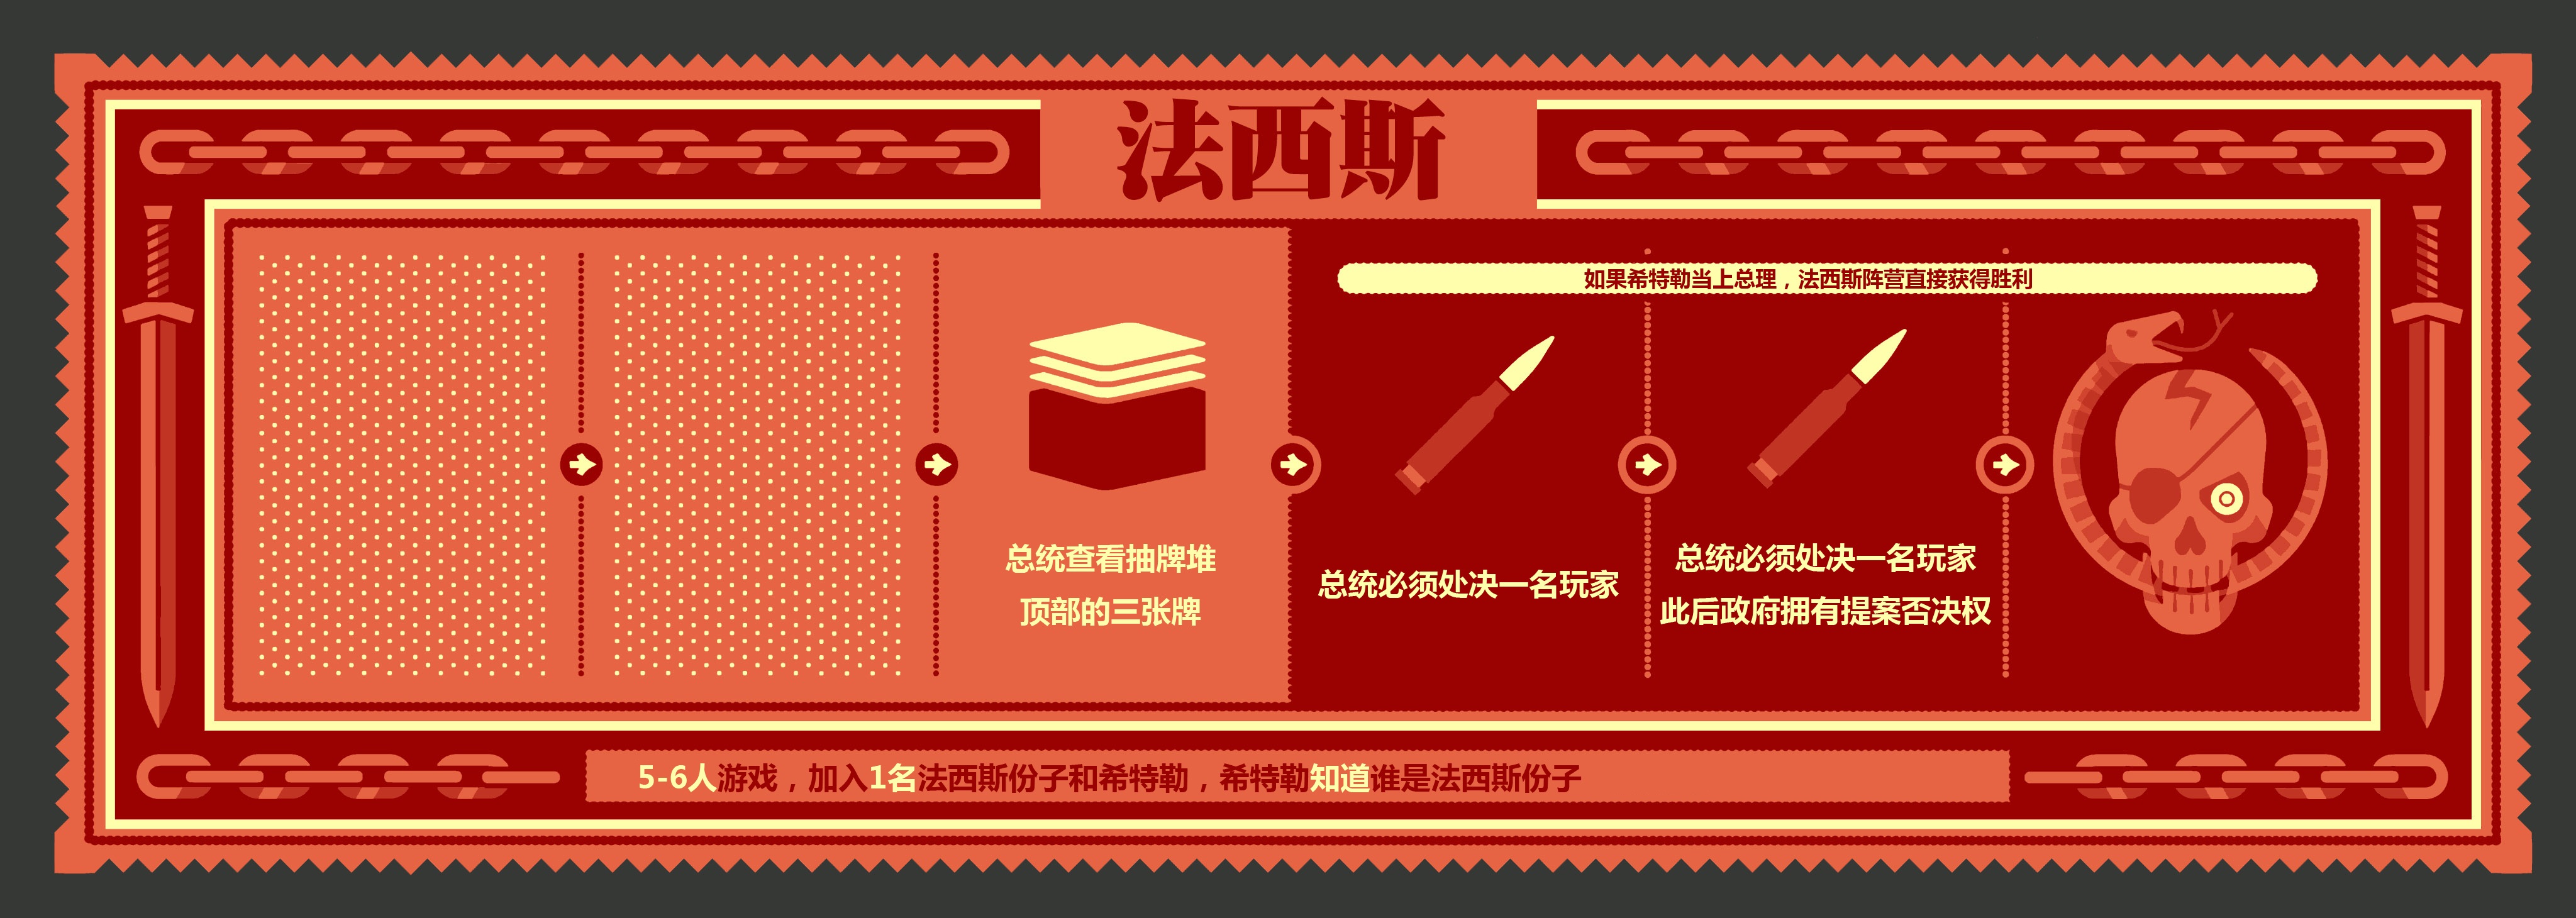 法西斯
如果希特勒当上总理，法西斯阵营直接获得胜利
总统查看抽牌堆
顶部的三张牌
总统必须处决一名玩家
总统必须处决一名玩家
此后政府拥有提案否决权
5-6人游戏，加入1名法西斯份子和希特勒，希特勒知道谁是法西斯份子